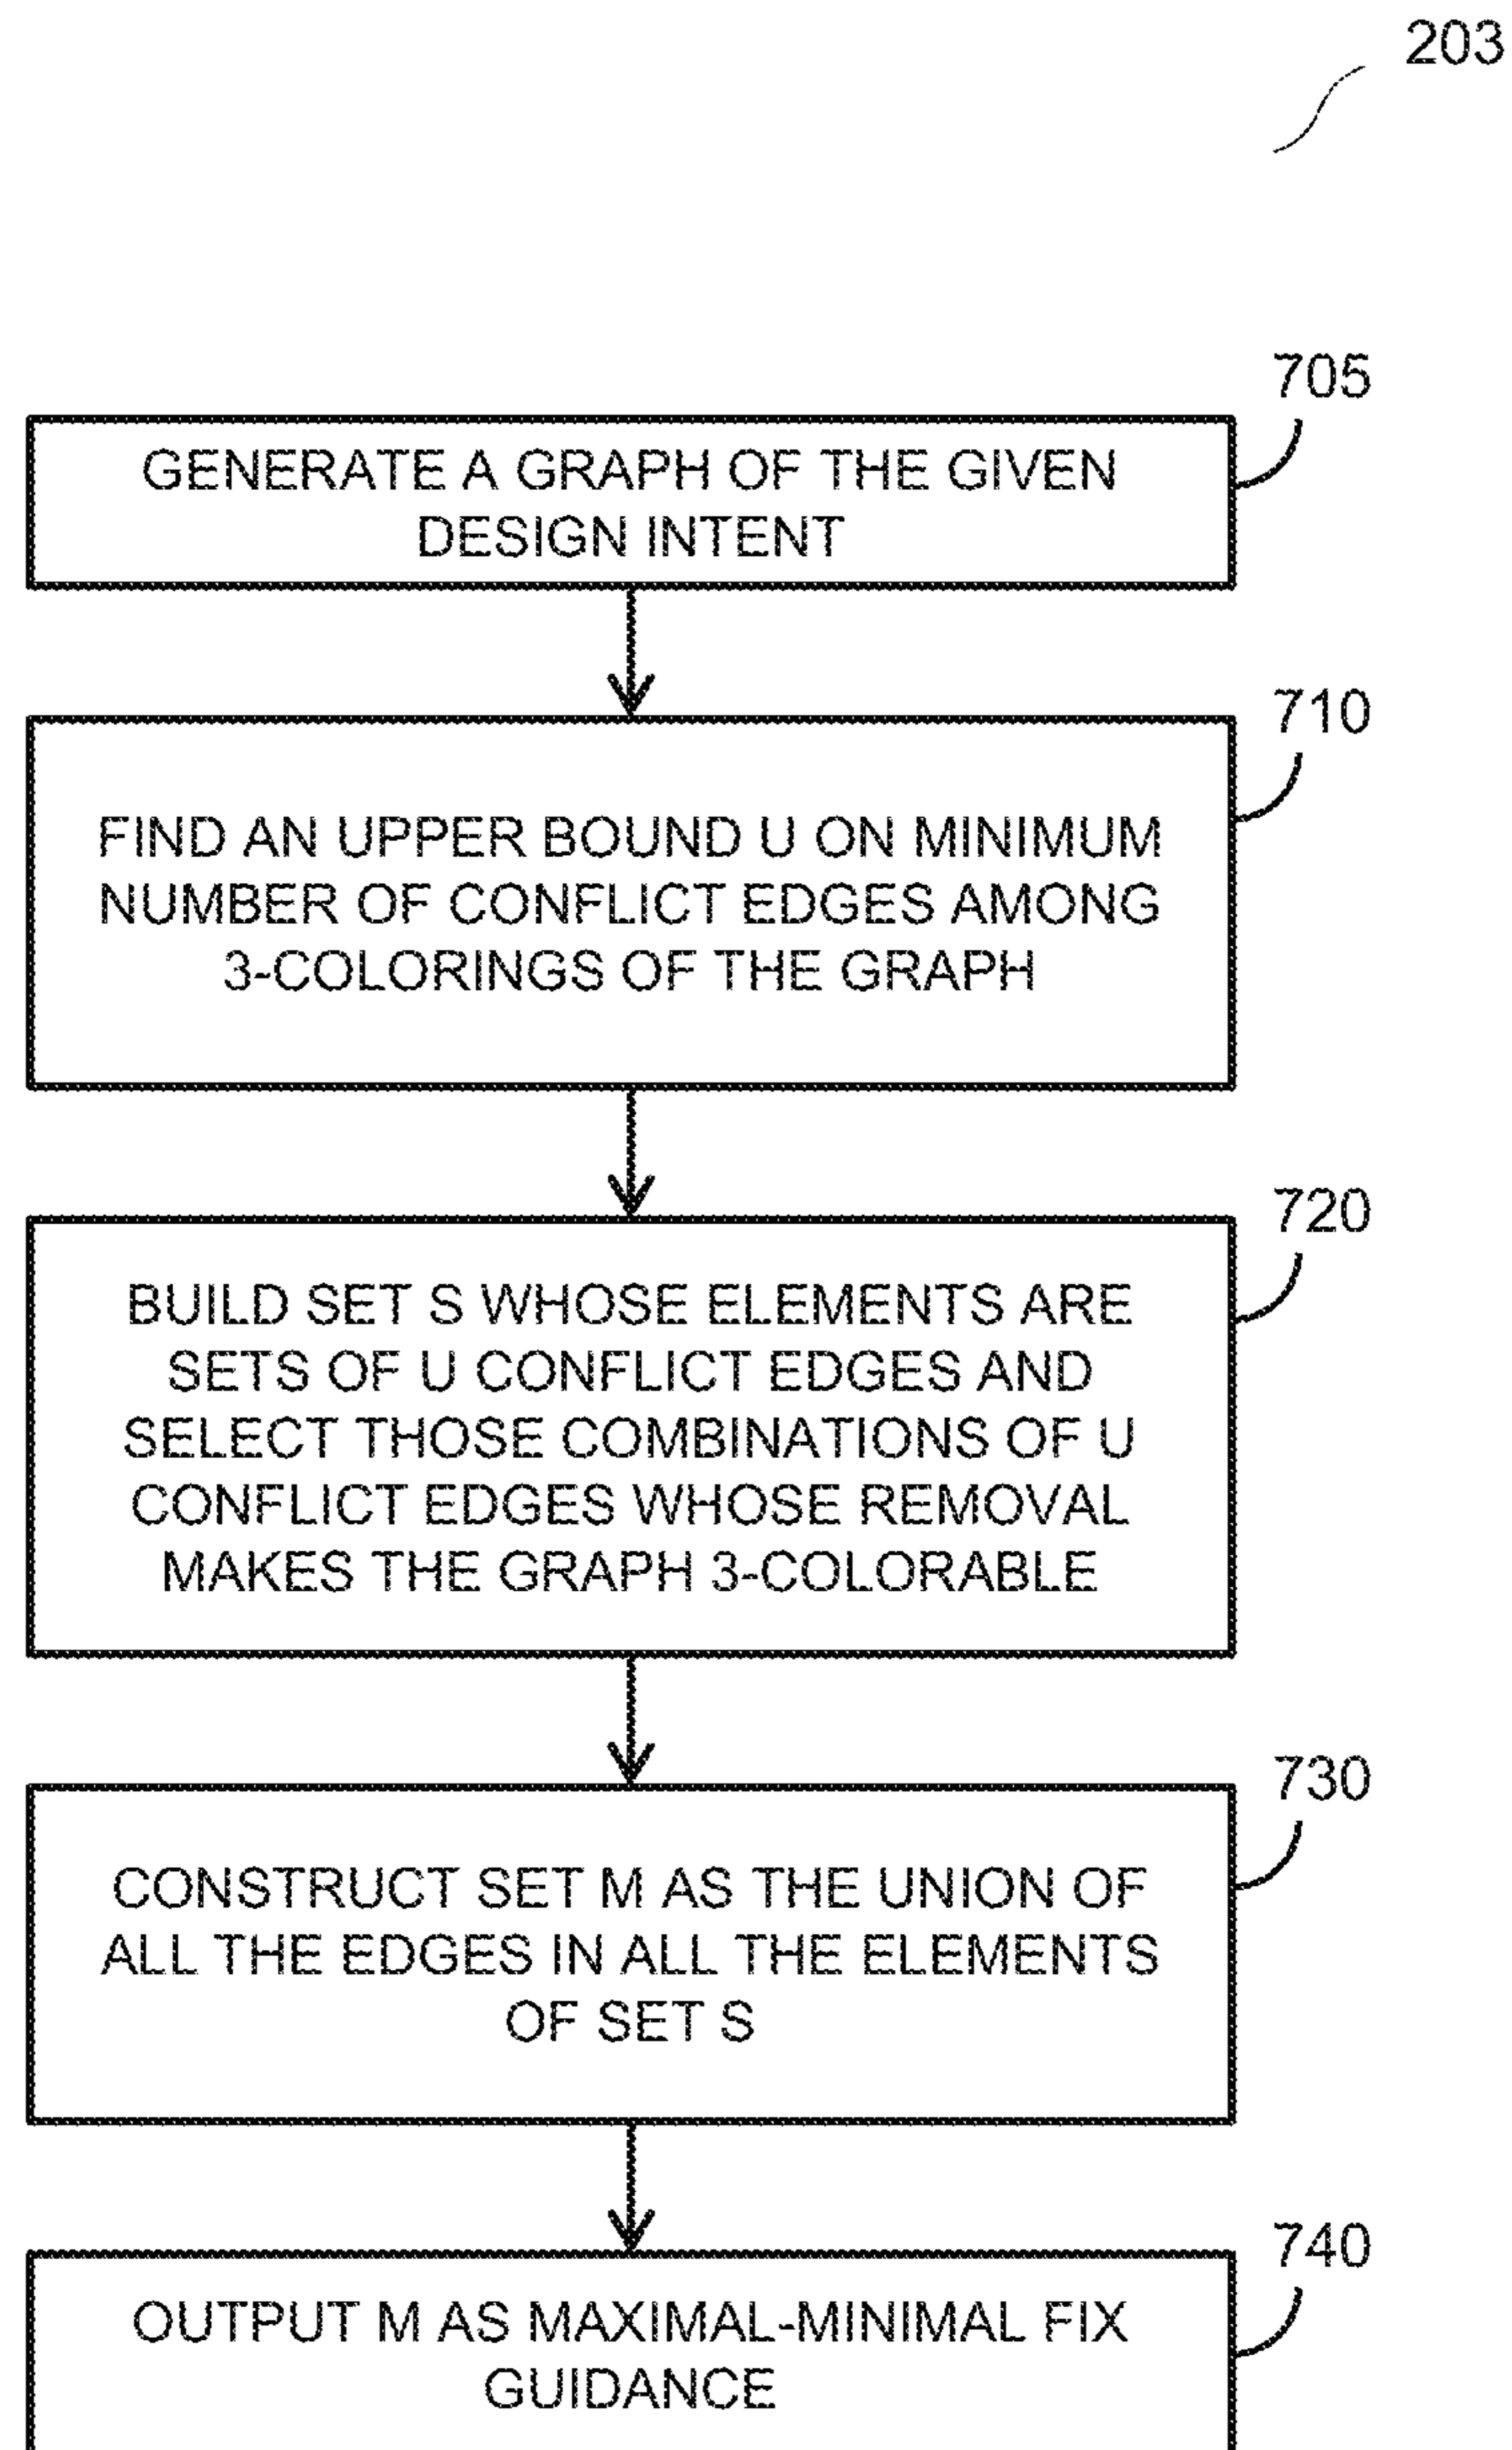 203
705
GENERATE A GRAPH OF THE GIVEN
DESIGN INTENT
710
FIND AN UPPER BOUND U ON MINIMUM
NUMBER OF CONFLICT EDGES AMONG
3-COLORINGS OF THE GRAPH
720
BUILD SET S WHOSE ELEMENTS ARE
SETS OF U CONFLICT EDGES AND
SELECT THOSE COMBINATIONS OF U
CONFLICT EDGES WHOSE REMOVAL
MAKES THE GRAPH 3-COLORABLE
730
CONSTRUCT SET M AS THE UNION OF
ALL THE EDGES IN ALL THE ELEMENTS
OF SET S
740
OUTPUT M AS MAXIMAL-MINIMAL FIX
GUIDANCE